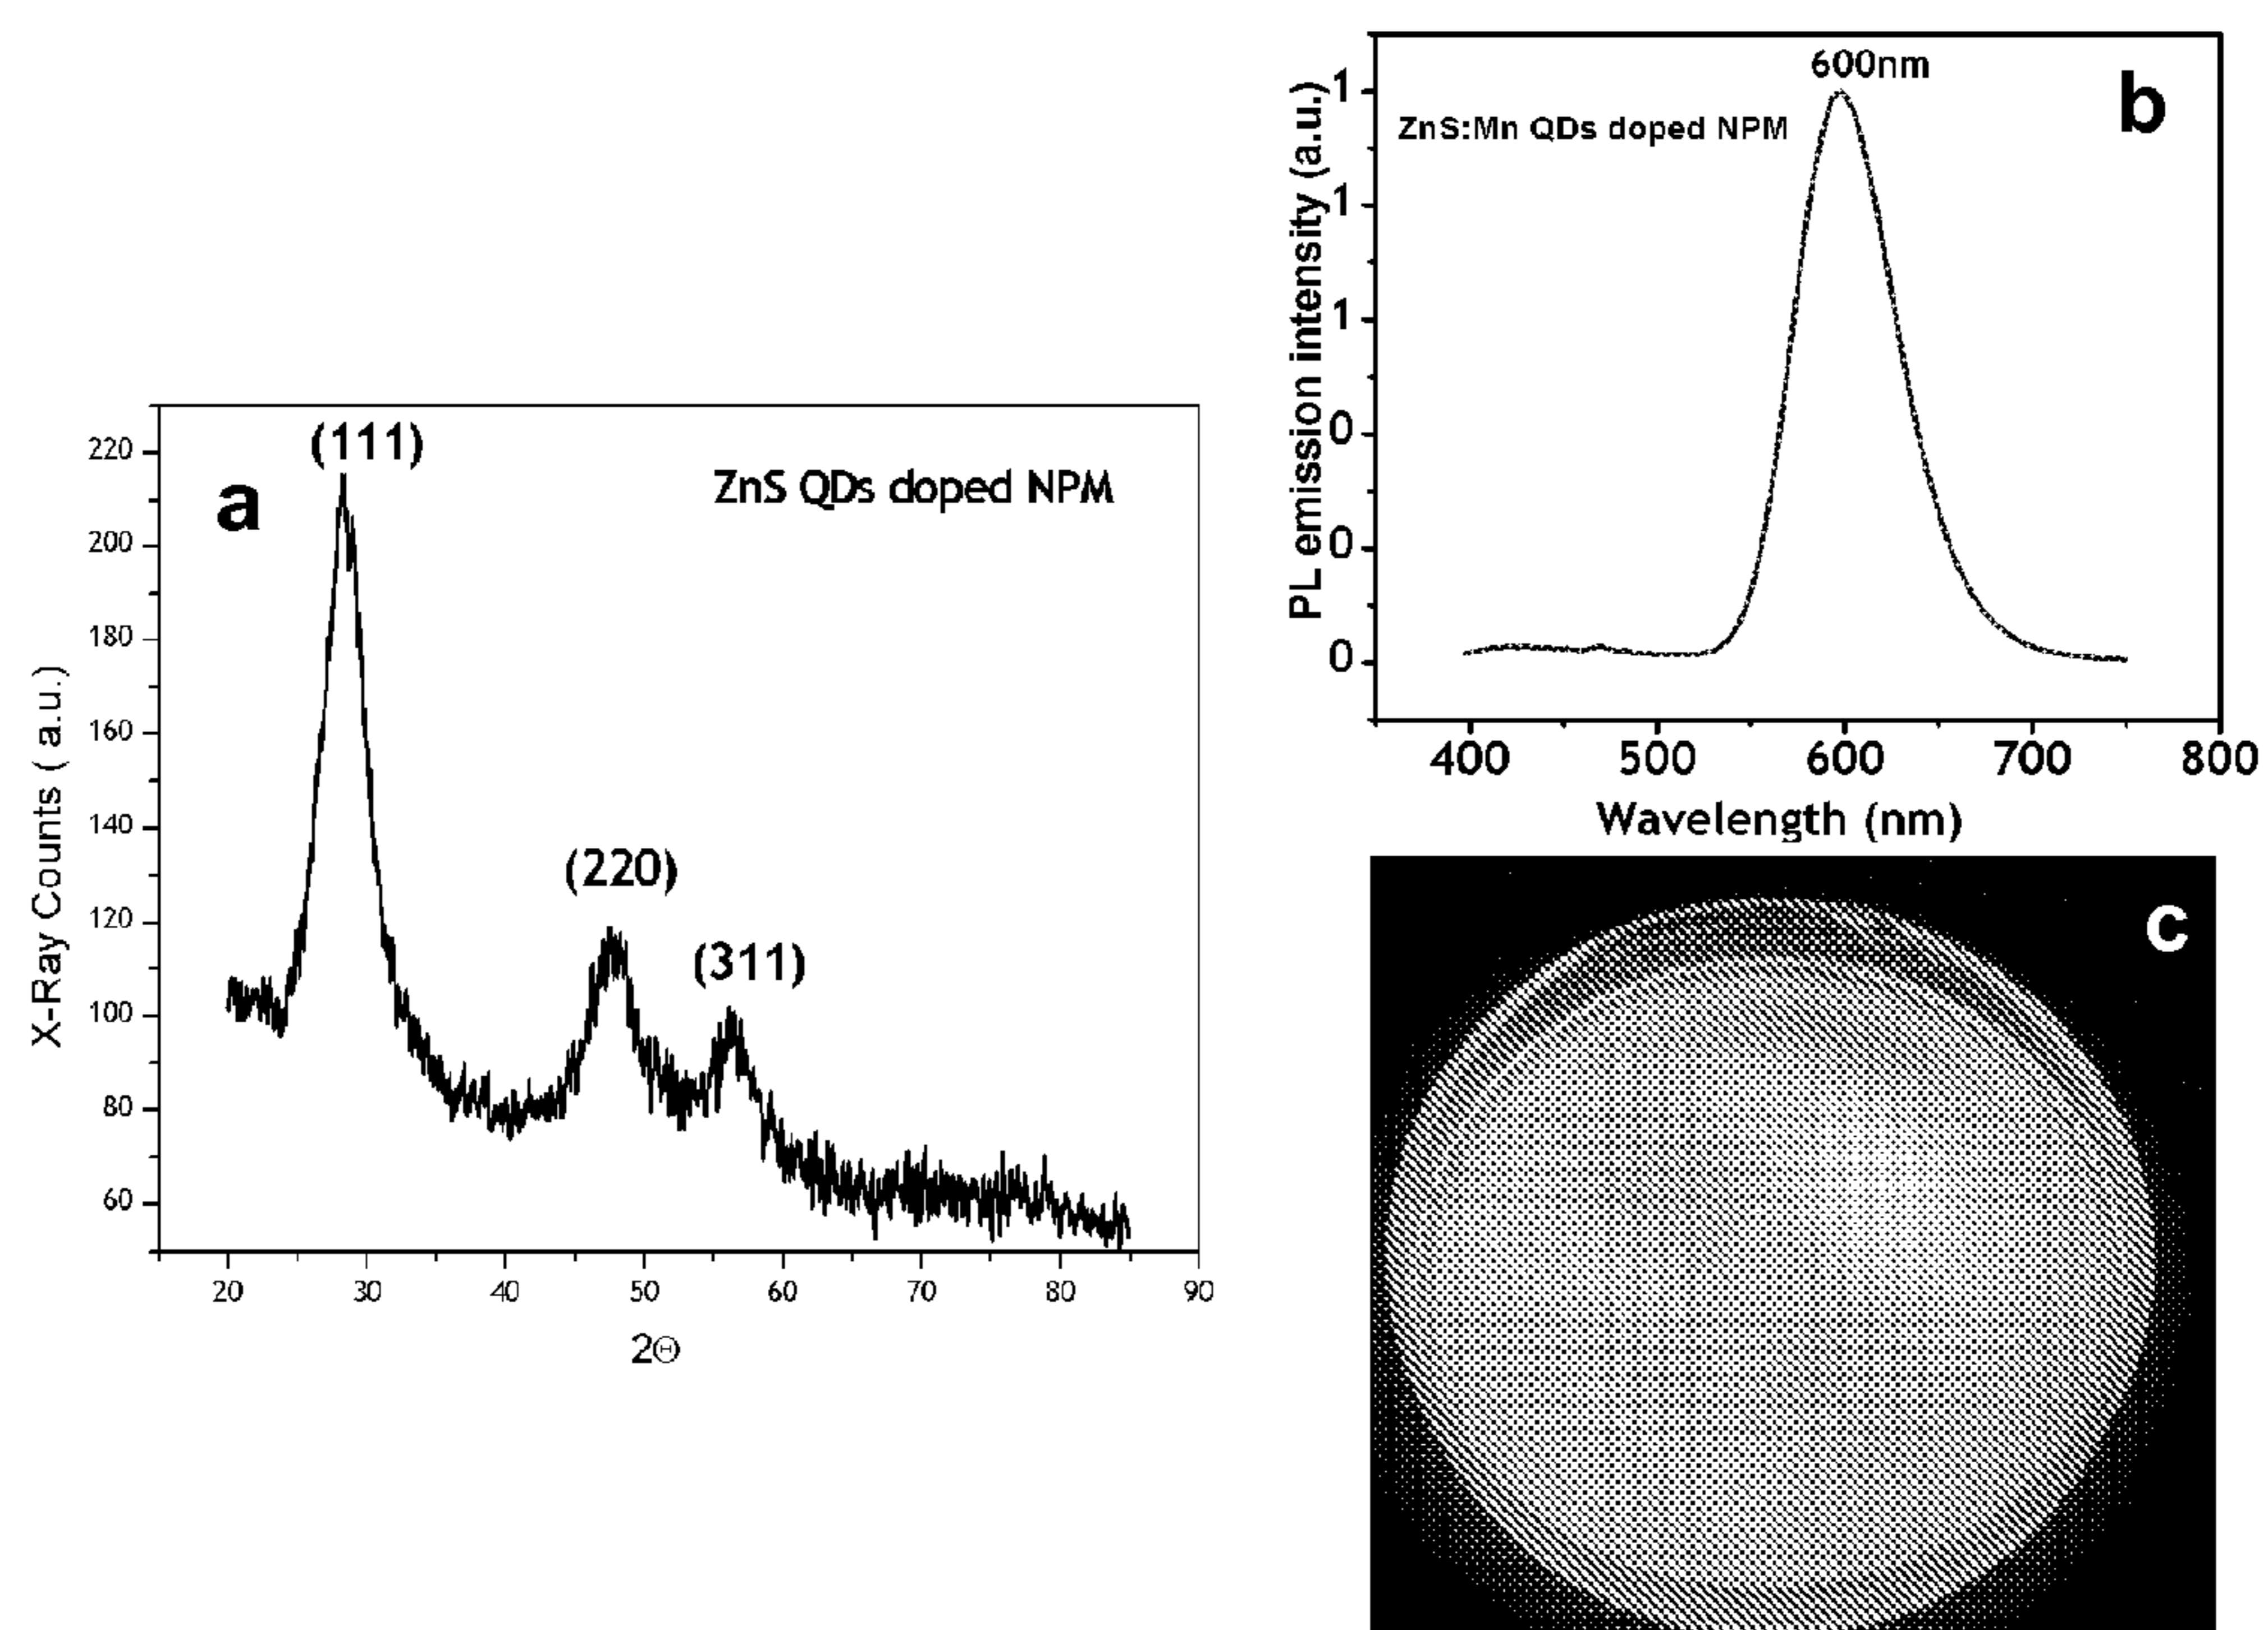 a
(111)
ZnS QDs doped NPM
(220)
(311)
X-Ray Counts ( a.u.)
220
200
180
160
140
120
100
80
60
20 30 40 50 60 70 80 90
2Θ
b
600nm
ZnS:Mn QDs doped NPM
PL emission intensity (a.u.)
1
1
1
0
0
0
400 500 600 700 800
Wavelength (nm)
c